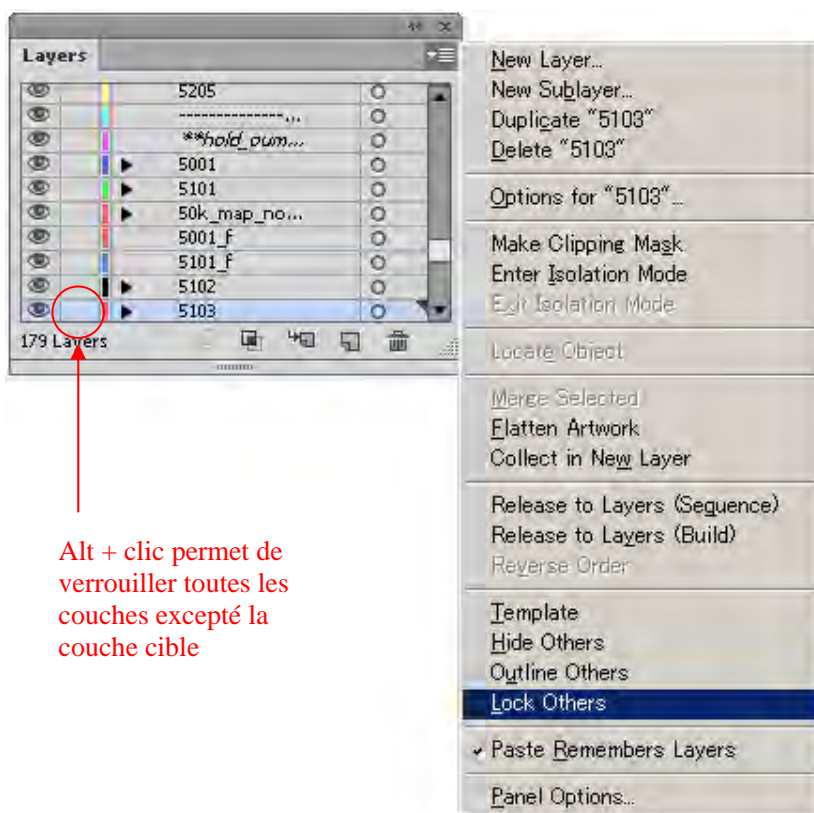 Layers
5205
---------------...
**hold_oum...
5001
5101
50k_map_no...
5001_f
5101_f
5102
5103
179 Layers
Alt + clic permet de
verrouiller toutes les
couches excepté la
couche cible
New Layer...
New Sublayer...
Duplicate "5103"
Delete "5103"
Options for "5103"...
Make Clipping Mask
Enter Isolation Mode
Exit Isolation Mode
Locate Object
Merge Selected
Flatten Artwork
Collect in New Layer
Release to Layers (Sequence)
Release to Layers (Build)
Reverse Order
Template
Hide Others
Outline Others
Lock Others
Paste Remembers Layers
Panel Options...